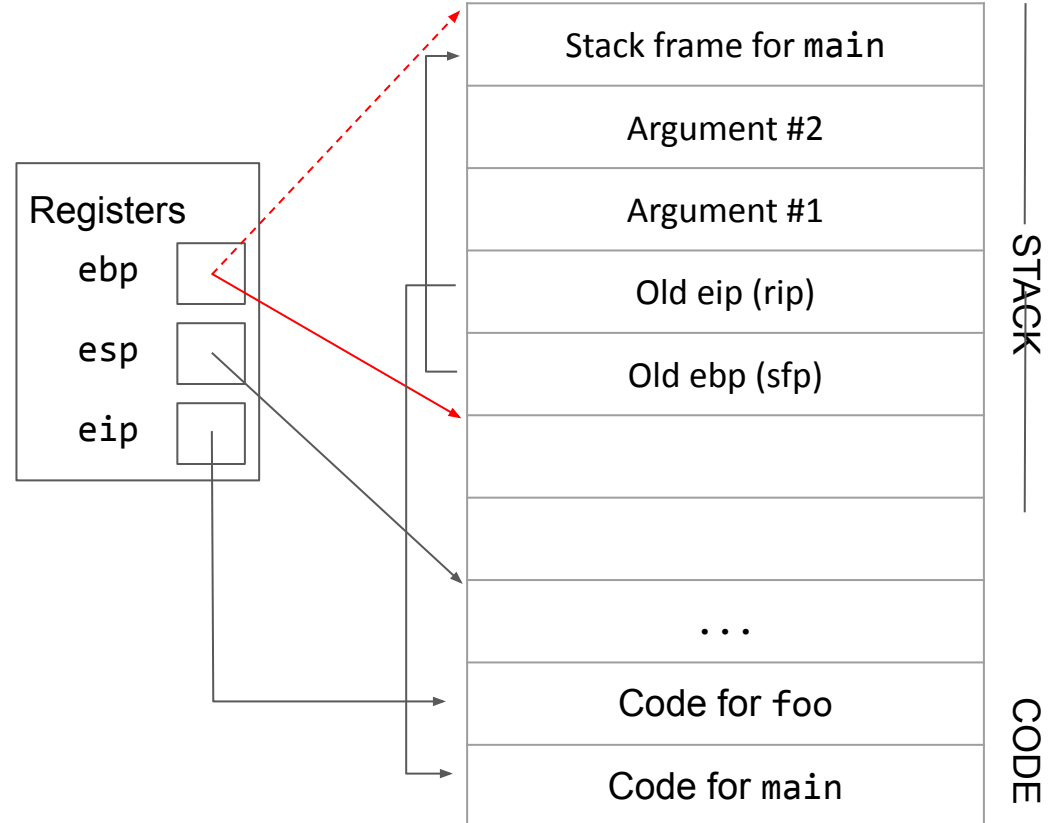 Registers
ebp
esp
eip
Stack frame for main
Argument #2
Argument #1
Old eip (rip)
Old ebp (sfp)
...
Code for foo
Code for main
STACK
CODE